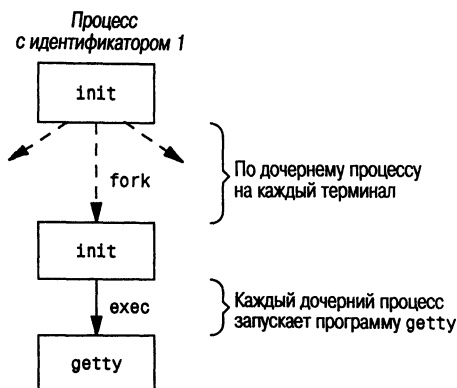 Процесс
с идентификатором 1
init
fork
По дочернему процессу
на каждый терминал
init
exec
Каждый дочерний процесс
запускает программу getty
getty